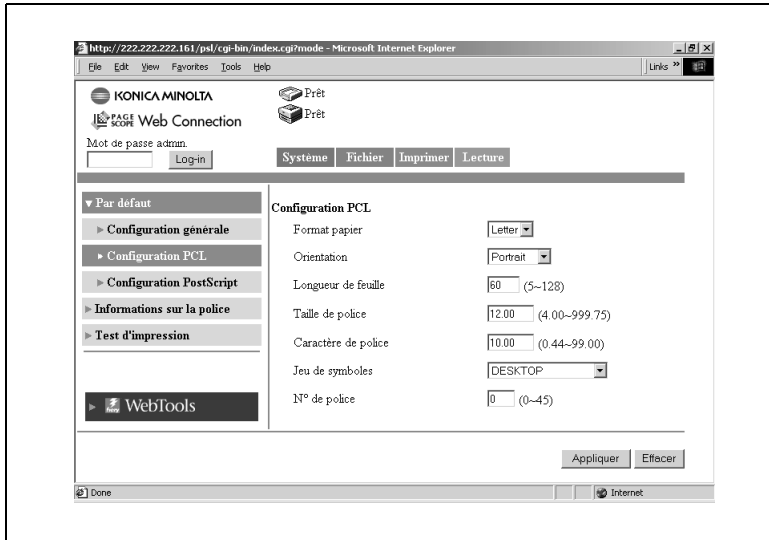 http://222.222.222.161/psl/cgi-bin/index.cgi?mode - Microsoft Internet Explorer
File Edit View Favorites Tools Help
Links »
KONICA MINOLTA
Prêt
PAGE SCOPE Web Connection
Prêt
Mot de passe admin.
Log-in
Système Fichier Imprimer Lecture
Par défaut
Configuration générale
Configuration PCL
Configuration PostScript
Informations sur la police
Test d'impression
fiery WebTools
Configuration PCL
Format papier Letter
Orientation Portrait
Longueur de feuille 60 (5~128)
Taille de police 12.00 (4.00~999.75)
Caractère de police 10.00 (0.44~99.00)
Jeu de symboles DESKTOP
Nº de police 0 (0~45)
Appliquer Effacer
Done Internet